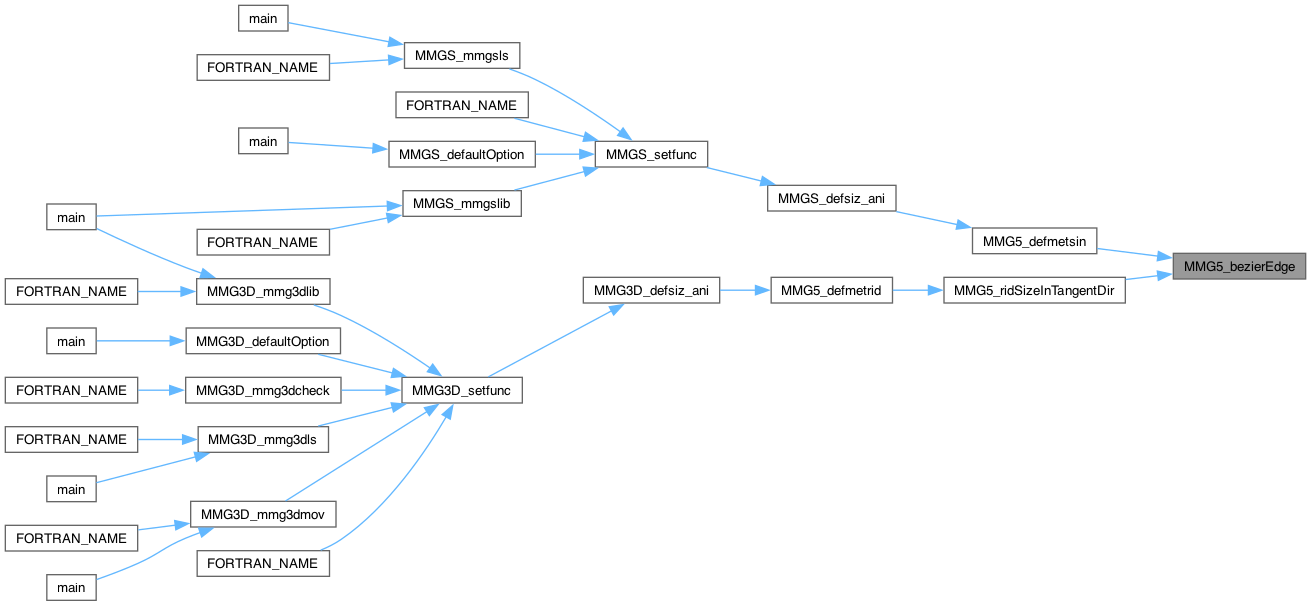 main
MMGS_mmgsls
FORTRAN_NAME
FORTRAN_NAME
main
MMGS_defaultOption
MMGS_setfunc
MMGS_defsiz_ani
MMGS_mmgslib
main
FORTRAN_NAME
MMG5_defmetsin
MMG5_bezierEdge
FORTRAN_NAME
MMG3D_mmg3dlib
MMG3D_defsiz_ani
MMG5_defmetrid
MMG5_ridSizeInTangentDir
main
MMG3D_defaultOption
FORTRAN_NAME
MMG3D_mmg3dcheck
MMG3D_setfunc
FORTRAN_NAME
MMG3D_mmg3dls
main
MMG3D_mmg3dmov
FORTRAN_NAME
FORTRAN_NAME
main